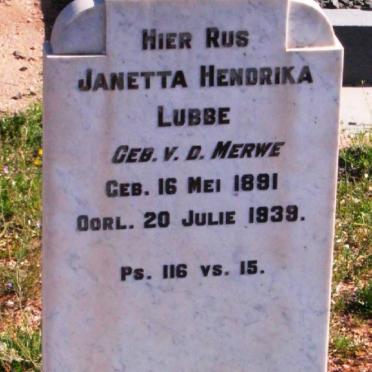 Hier Rus
Janetta Hendrika
Lubbe
Geb. v. d. Merwe
Geb. 16 Mei 1891
Oorl. 20 Julie 1939.
Ps. 116 vs. 15.